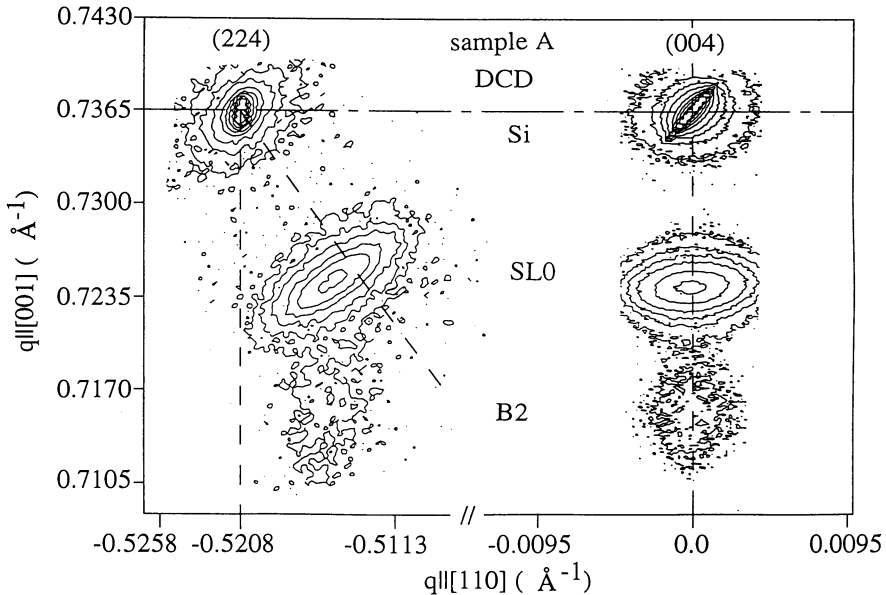 0.7430
(224)
sample A
(004)
DCD
0.7365
Si
0.7300
q||[001] ( Å-1)
SL0
0.7235
0.7170
B2
0.7105
//
-0.5258 -0.5208 -0.5113 -0.0095 0.0 0.0095
q||[110] ( Å-1)